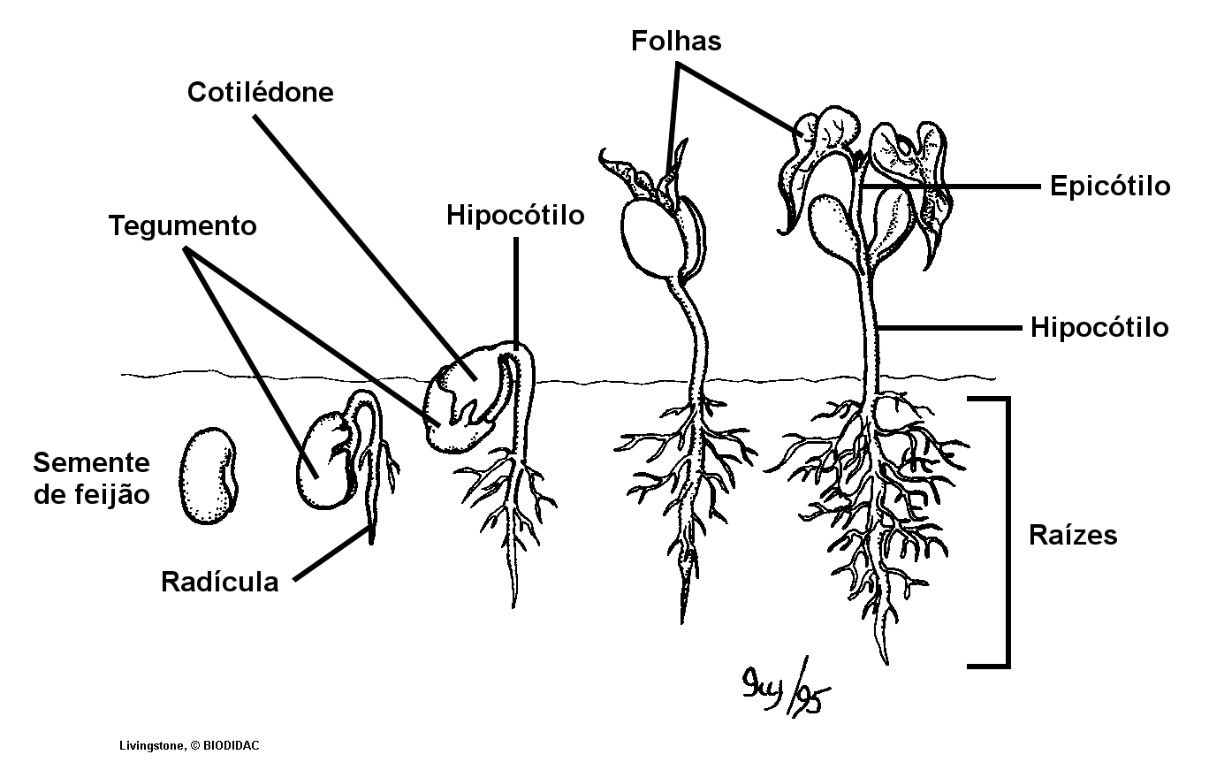 Folhas
Cotilédone
Epicótilo
Hipocótilo
Tegumento
Hipocótilo
Semente
de feijão
Raízes
Radícula
Livingstone, © BIODIDAC